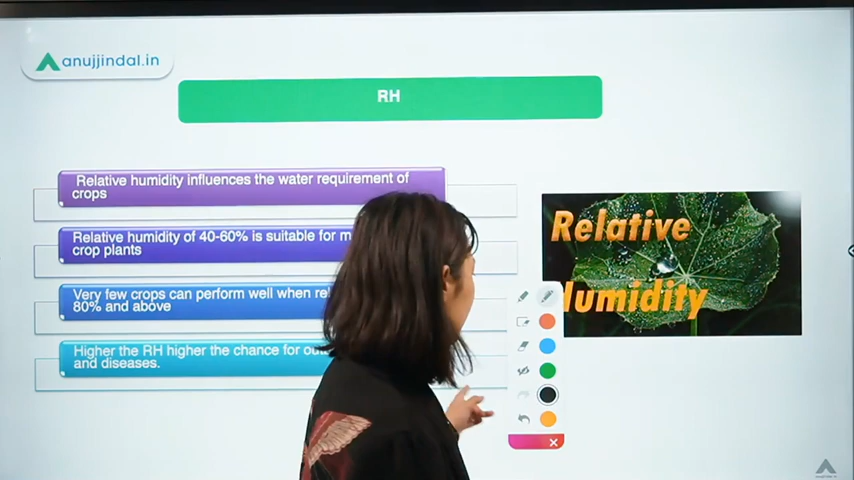 anujjindal.in
RH
Relative humidity influences the water requirement of
crops
Relative humidity of 40-60% is suitable for
crop plants
Very few crops can perform well when
80% and above
Higher the RH higher the chance for
and diseases.
Relative
Humidity
anujjindal.in